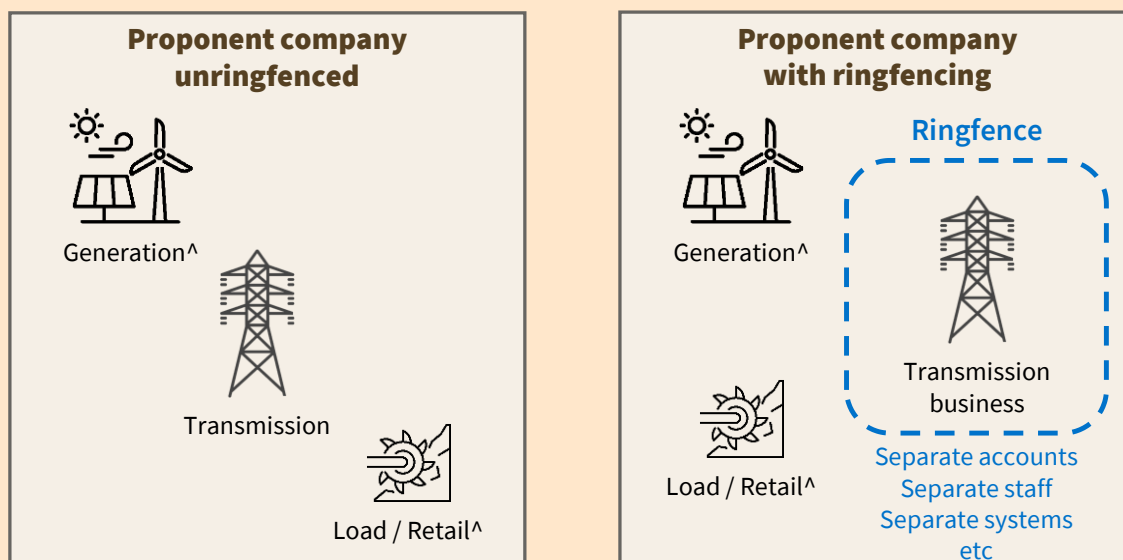 Proponent company
unringfenced
Generation^
Transmission
Load / Retail^
Proponent company
with ringfencing
Ringfence
Generation^
Transmission
business
Load / Retail^
Separate accounts
Separate staff
Separate systems
etc